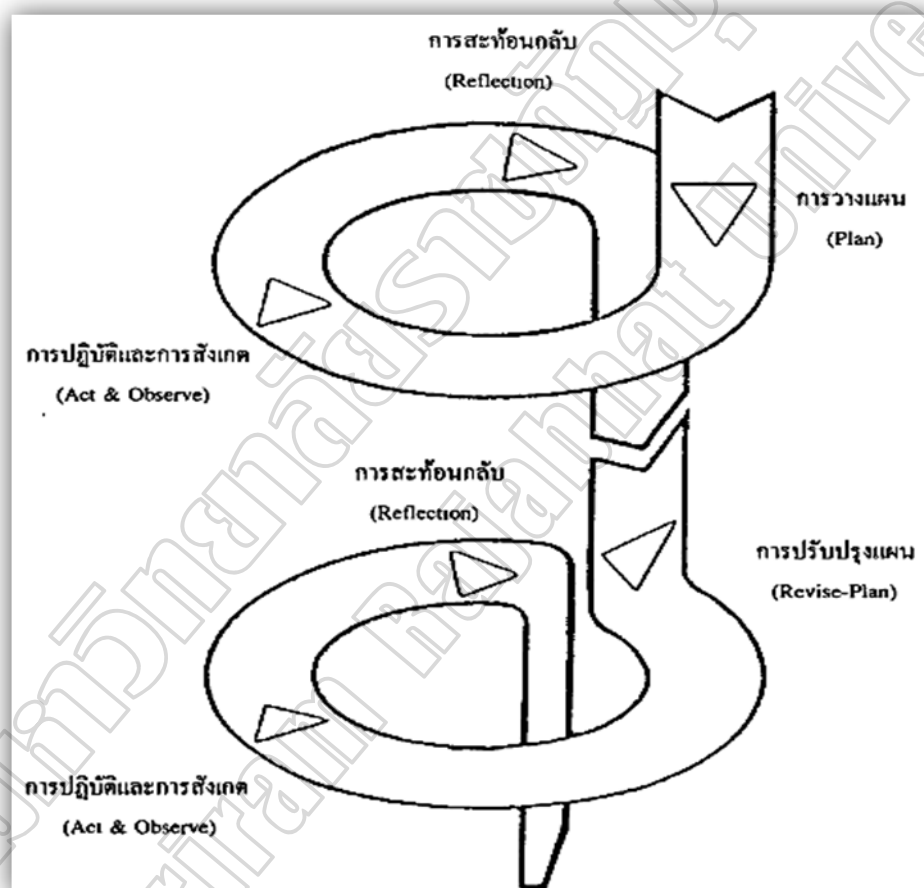 การสะท้อนกลับ
(Reflection)
การวางแผน
(Plan)
การปฏิบัติและการสังเกต
(Act & Observe)
การสะท้อนกลับ
(Reflection)
การปรับปรุงแผน
(Revise-Plan)
การปฏิบัติและการสังเกต
(Act & Observe)